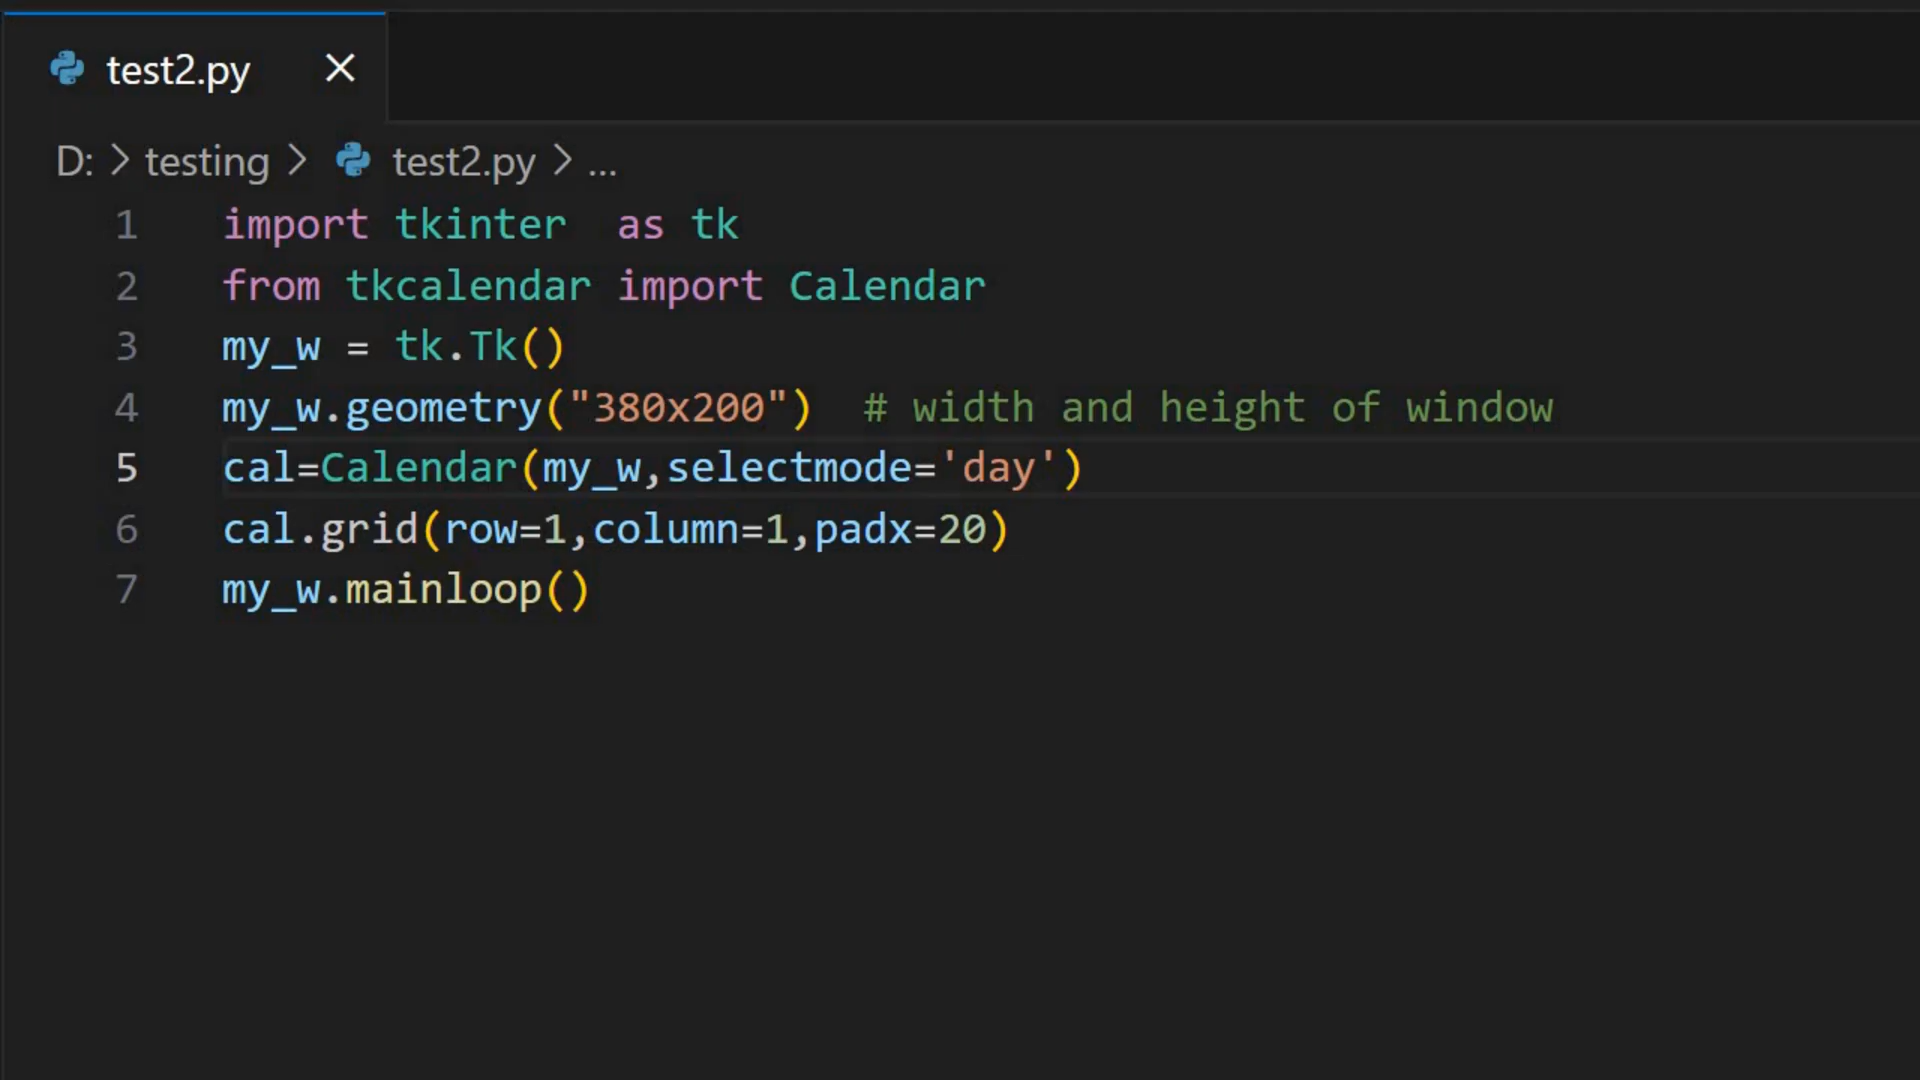 test2.py
D: > testing > test2.py > ...
1 import tkinter  as tk
2 from tkcalendar import Calendar
3 my_w = tk.Tk()
4 my_w.geometry("380x200")  # width and height of window
5 cal=Calendar(my_w,selectmode='day')
6 cal.grid(row=1,column=1,padx=20)
7 my_w.mainloop()